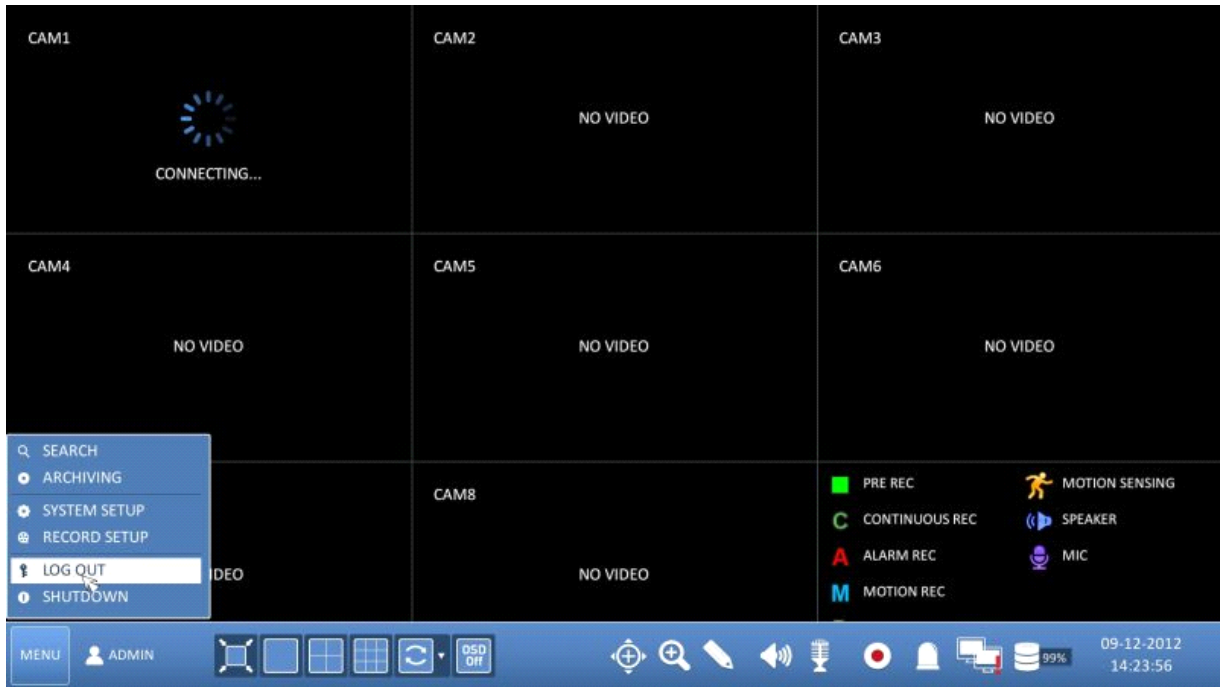 CAM1
CAM2
CAM3
CONNECTING...
NO VIDEO
NO VIDEO
CAM4
CAM5
CAM6
NO VIDEO
NO VIDEO
NO VIDEO
SEARCH
ARCHIVING
SYSTEM SETUP
RECORD SETUP
LOG OUT
SHUTDOWN
IDEO
CAM8
NO VIDEO
PRE REC
MOTION SENSING
C CONTINUOUS REC
SPEAKER
A ALARM REC
MIC
M MOTION REC
MENU
ADMIN
OSD
Off
99%
09-12-2012
14:23:56